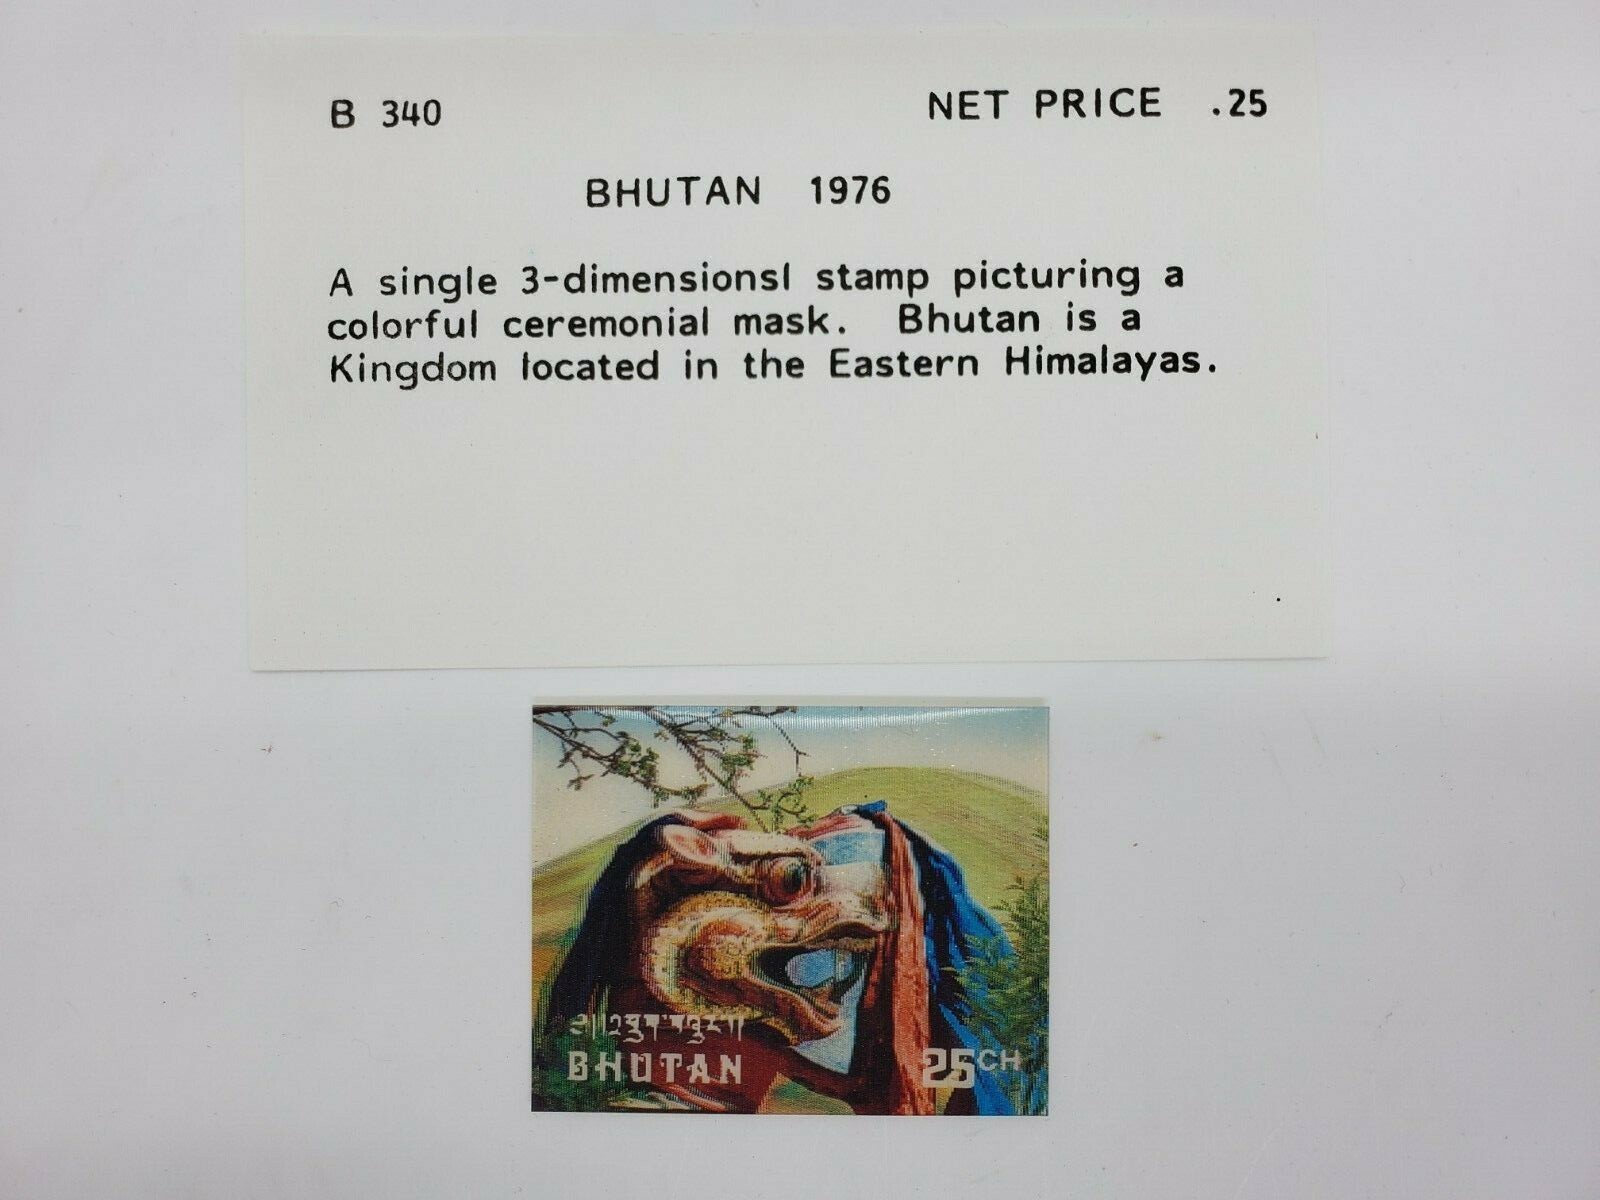 B 340 NET PRICE .25
BHUTAN 1976
A single 3-dimensionsl stamp picturing a
colorful ceremonial mask. Bhutan is a
Kingdom located in the Eastern Himalayas.
BHUTAN 25CH